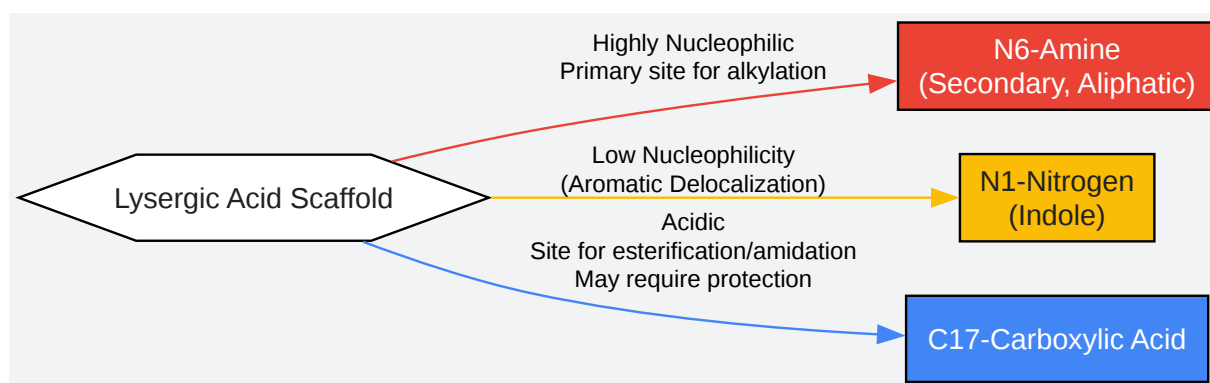 Highly Nucleophilic
Primary site for alkylation
N6-Amine
(Secondary, Aliphatic)
Lysergic Acid Scaffold
Low Nucleophilicity
(Aromatic Delocalization)
N1-Nitrogen
(Indole)
Acidic
Site for esterification/amidation
May require protection
C17-Carboxylic Acid